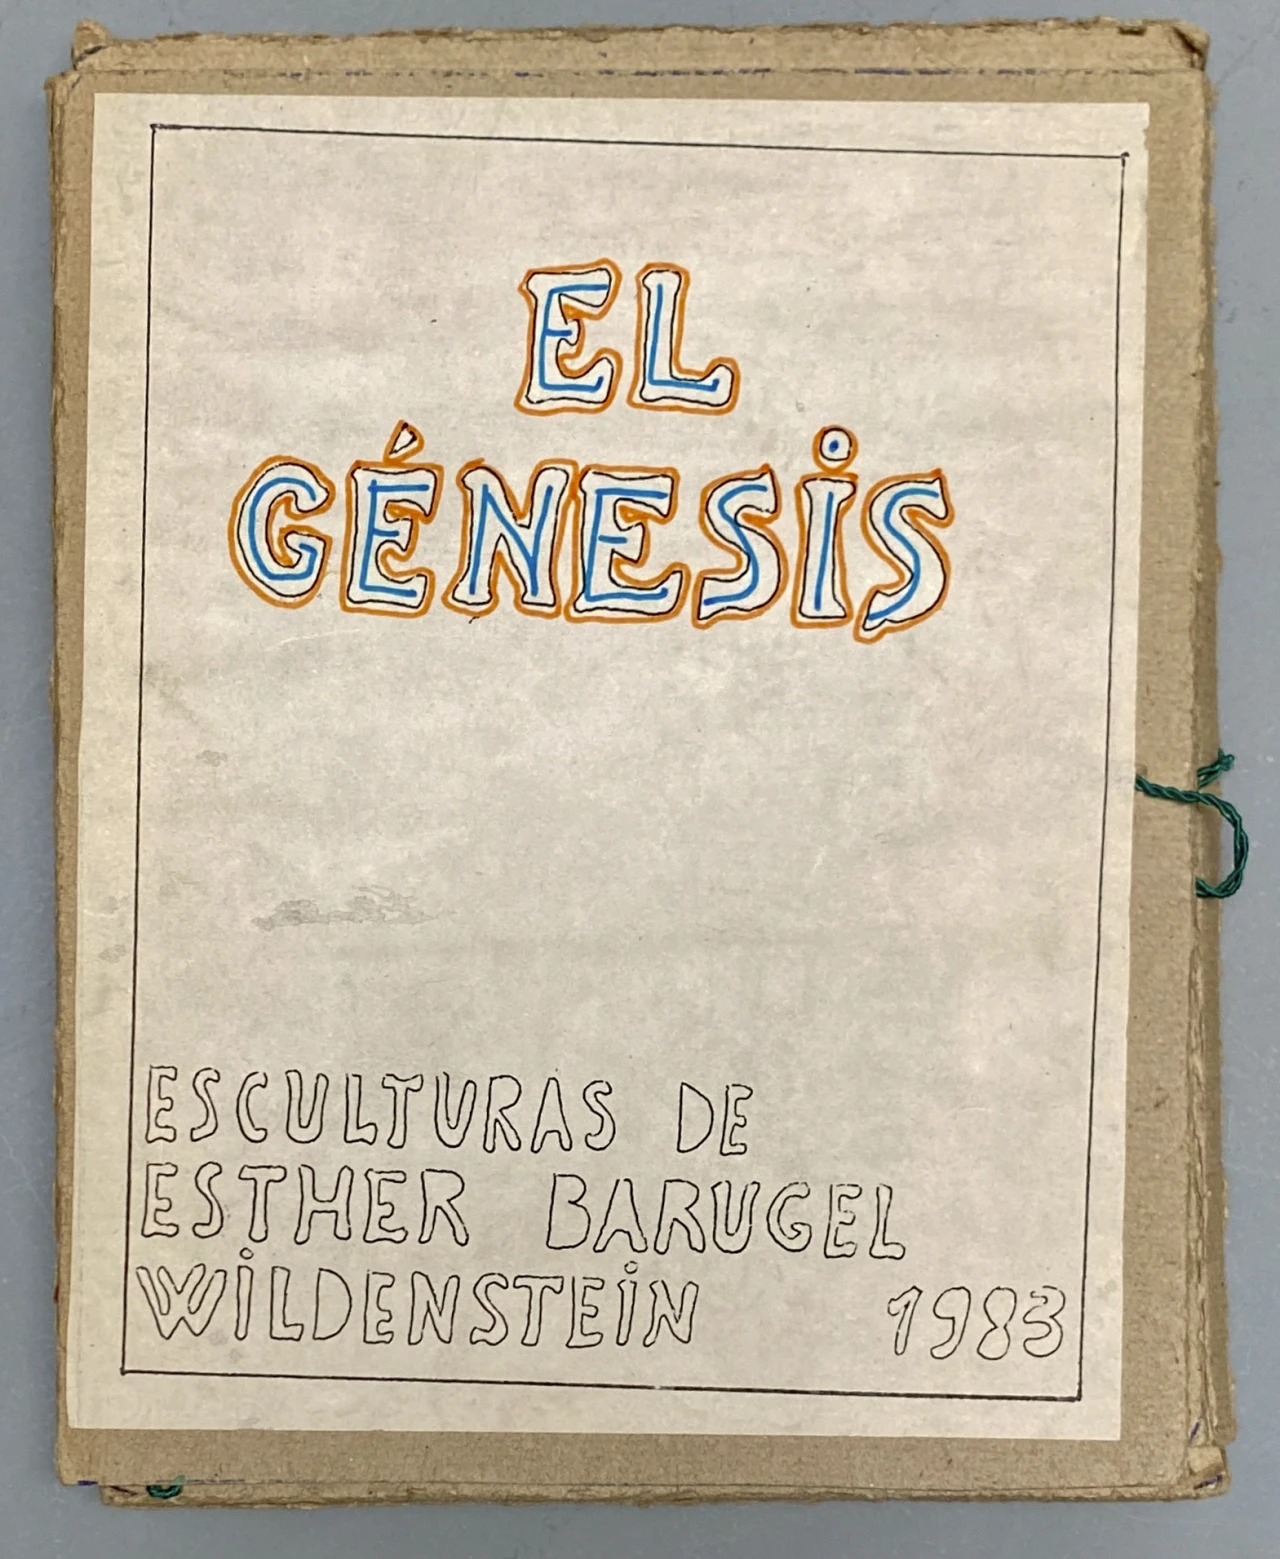 EL
GÉNESIS
ESCULTURAS DE
ESTHER BARUGEL
WILDENSTEIN 1983